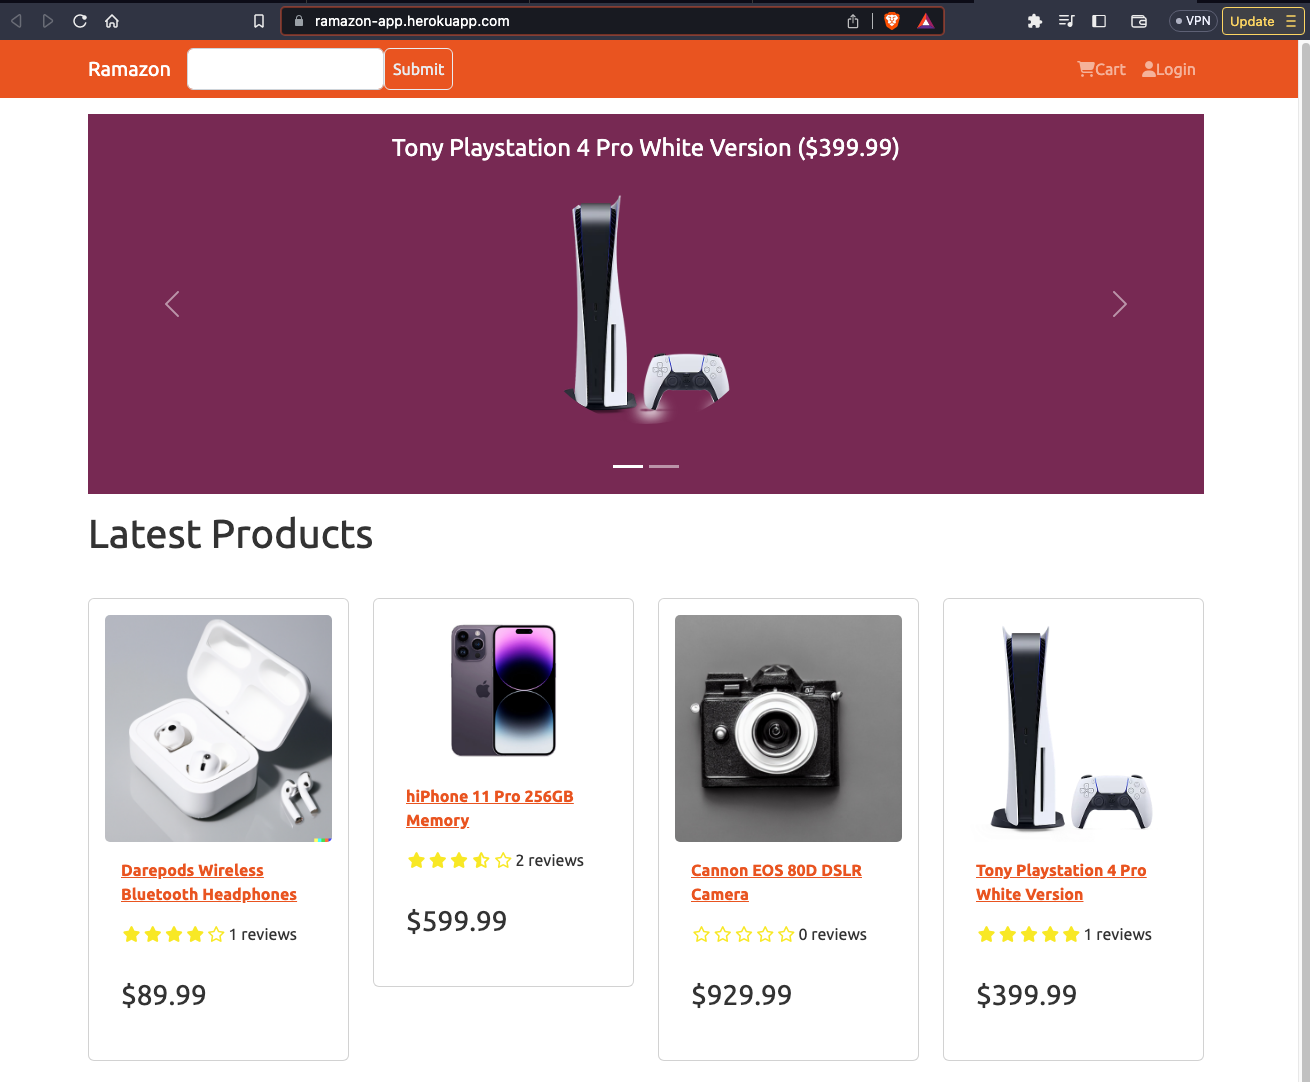 ramazon-app.herokuapp.com
VPN
Update
Ramazon
Submit
Cart
Login
Tony Playstation 4 Pro White Version ($399.99)
Latest Products
Darepods Wireless
Bluetooth Headphones
1 reviews
$89.99
hiPhone 11 Pro 256GB
Memory
2 reviews
$599.99
Cannon EOS 80D DSLR
Camera
0 reviews
$929.99
Tony Playstation 4 Pro
White Version
1 reviews
$399.99